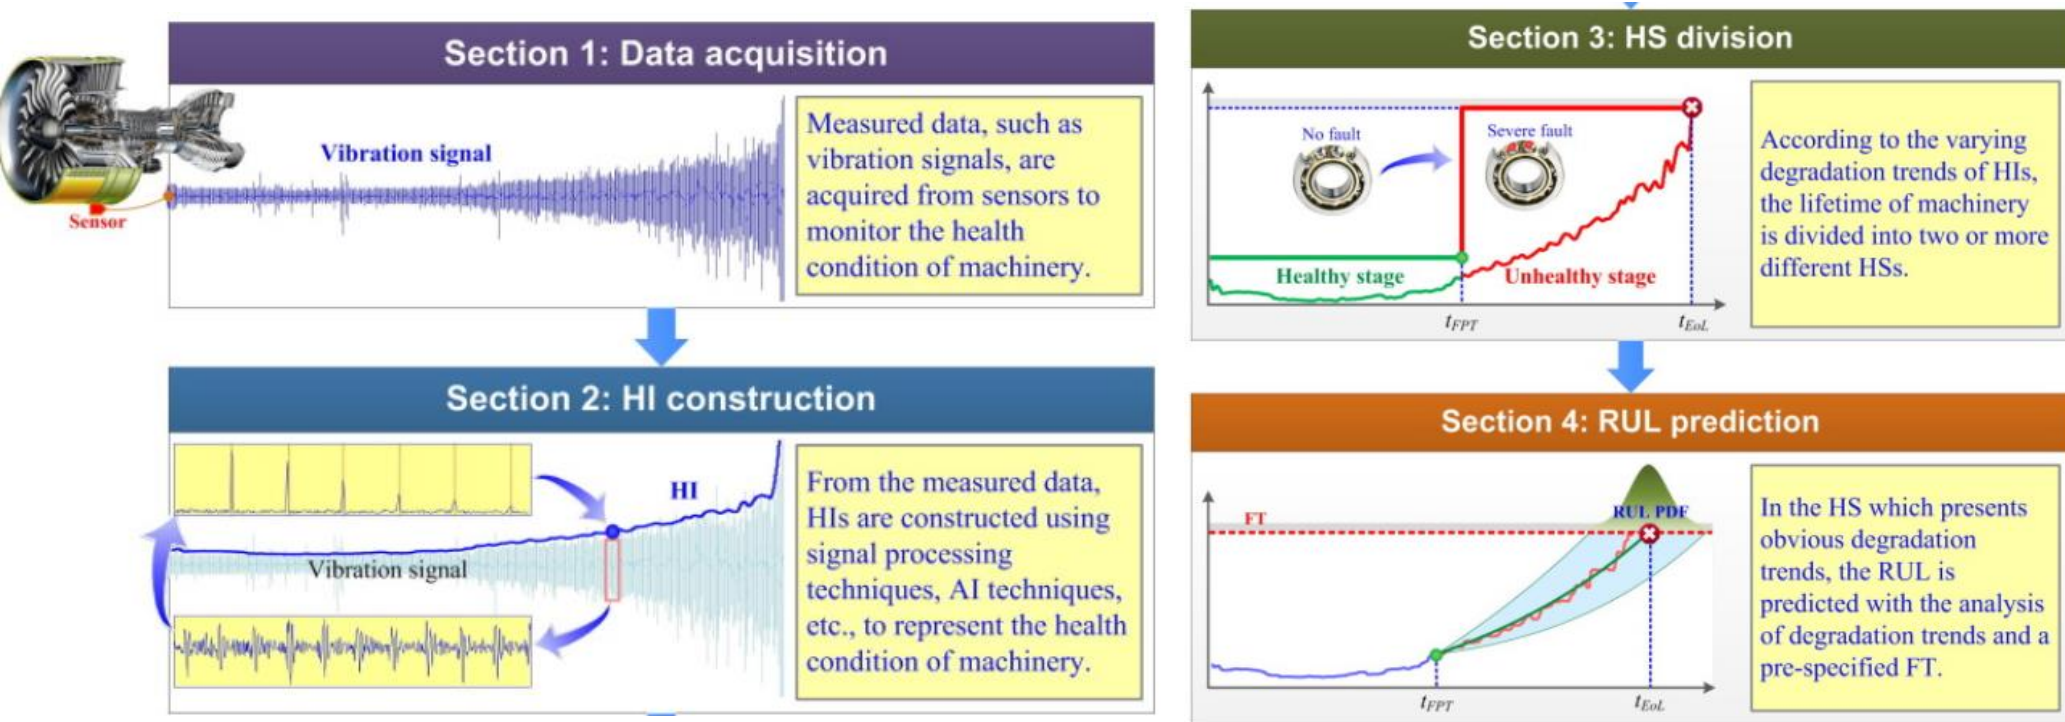 Section 1: Data acquisition
Vibration signal
Sensor
Measured data, such as
vibration signals, are
acquired from sensors to
monitor the health
condition of machinery.
Section 2: HI construction
HI
Vibration signal
From the measured data,
HIs are constructed using
signal processing
techniques, AI techniques,
etc., to represent the health
condition of machinery.
Section 3: HS division
No fault
Severe fault
Healthy stage
Unhealthy stage
t_FPT
t_EoL
According to the varying
degradation trends of HIs,
the lifetime of machinery
is divided into two or more
different HSs.
Section 4: RUL prediction
FT
RUL PDF
t_FPT
t_EoL
In the HS which presents
obvious degradation
trends, the RUL is
predicted with the analysis
of degradation trends and a
pre-specified FT.